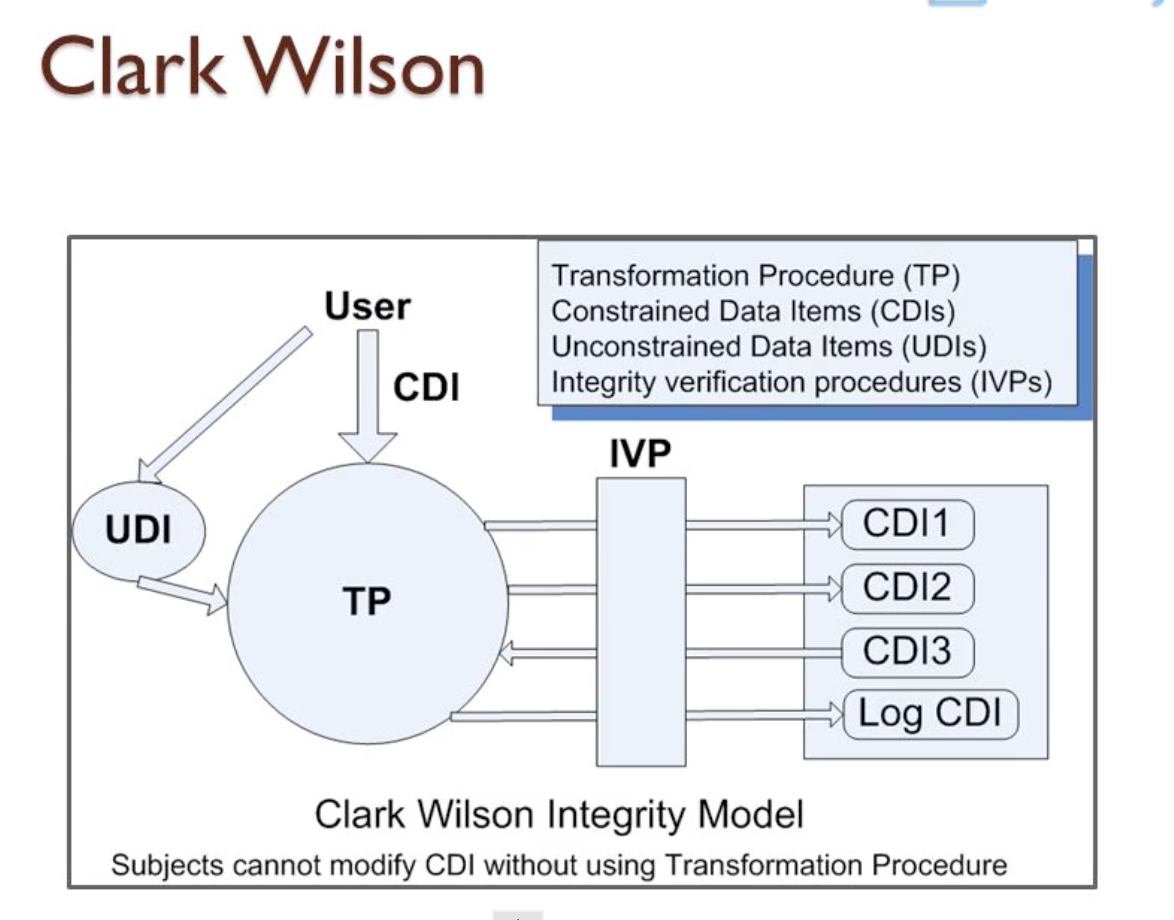 Clark Wilson
Transformation Procedure (TP)
Constrained Data Items (CDIs)
Unconstrained Data Items (UDIs)
Integrity verification procedures (IVPs)
User
CDI
IVP
UDI
TP
CDI1
CDI2
CDI3
Log CDI
Clark Wilson Integrity Model
Subjects cannot modify CDI without using Transformation Procedure